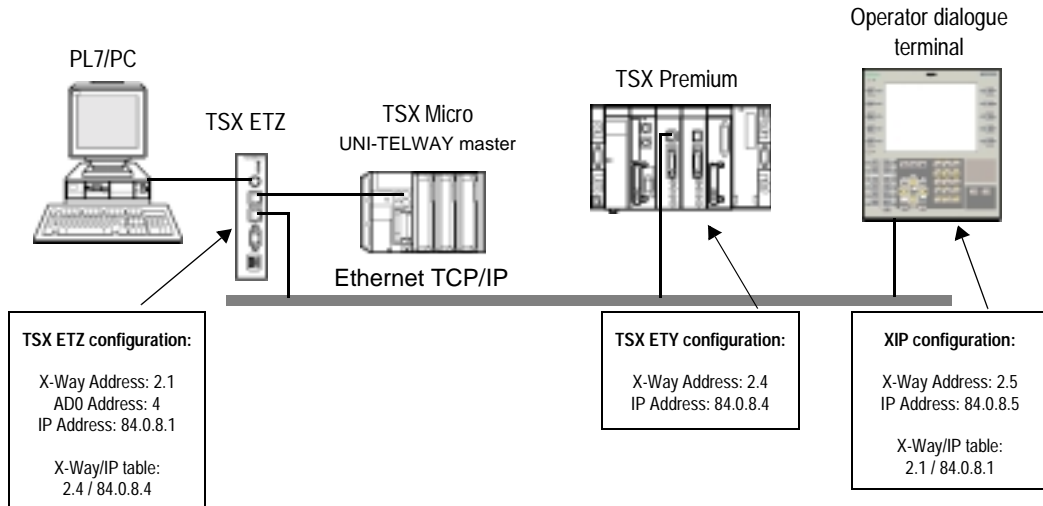 Operator dialogue
terminal
PL7/PC
TSX Premium
TSX ETZ
TSX Micro
UNI-TELWAY master
Ethernet TCP/IP
TSX ETZ configuration:
X-Way Address: 2.1
AD0 Address: 4
IP Address: 84.0.8.1
X-Way/IP table:
2.4 / 84.0.8.4
TSX ETY configuration:
X-Way Address: 2.4
IP Address: 84.0.8.4
XIP configuration:
X-Way Address: 2.5
IP Address: 84.0.8.5
X-Way/IP table:
2.1 / 84.0.8.1